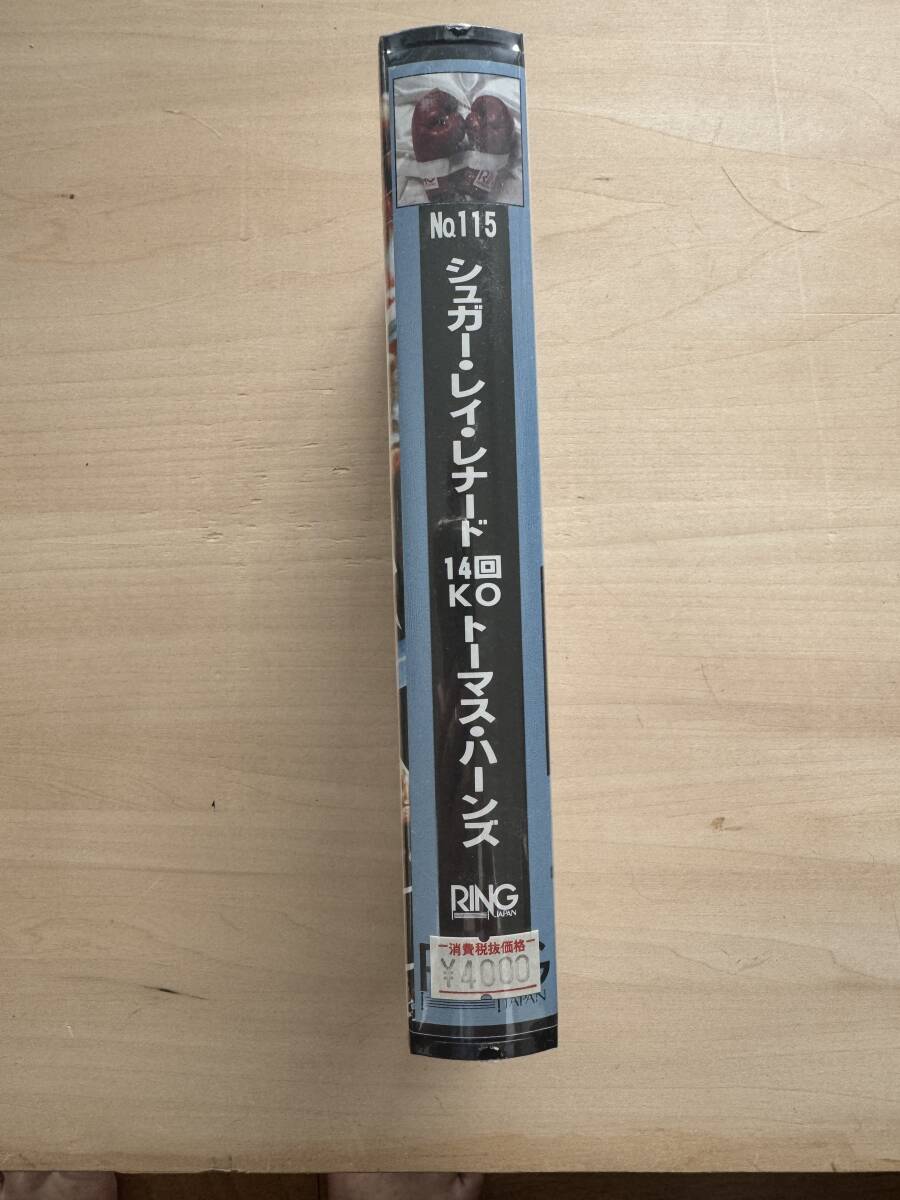 No.115
シュガー・レイ・レナード
14回
KO
トーマス・ハーンズ
RING
JAPAN
消費税抜価格
¥4000
JAPAN